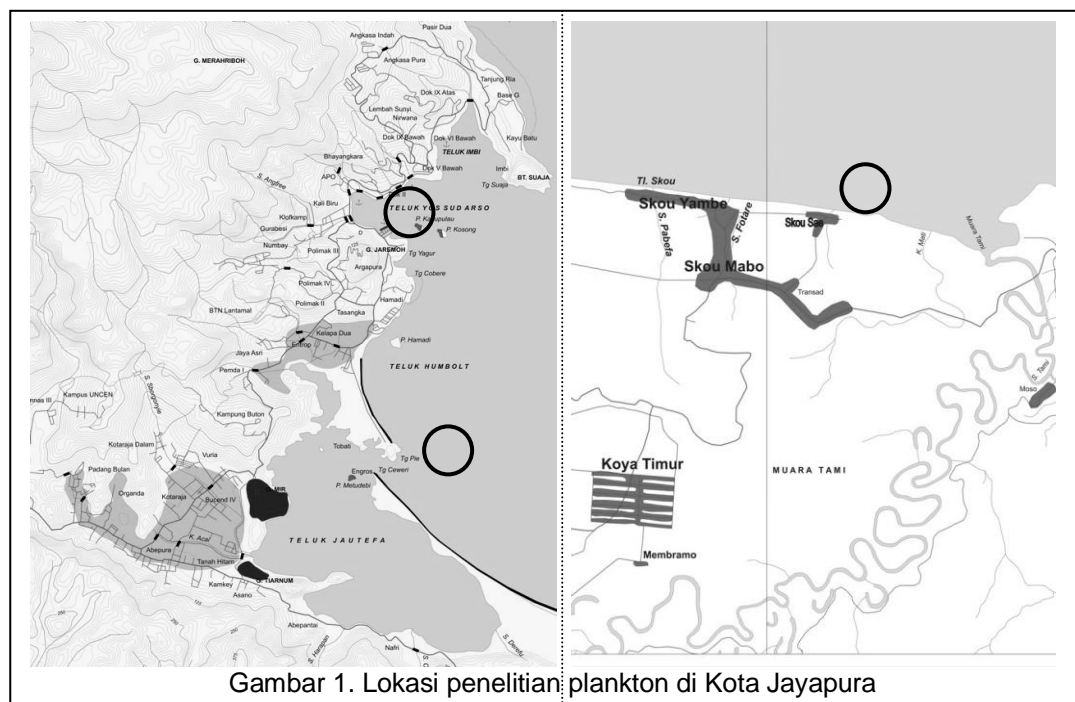 Pasir Dua
Angkasa Indah
G. MERAHRIBOH
Angkasa Pura
Tanjung Ria
Dok IX Atas
Base G
Lembah Sunyi
Nirwana
Dok IX Bawah
Dok VI Bawah
Kayu Batu
TELUK IMBI
Bhayangkara
Dok V Bawah
Imbi
APO
Tg Suaja
BT. SUAJA
S. Angfree
Kali Biru
TELUK YOS SUDARSO
Klofkamp
P. Kosong
Gurabesi
Numbay
Polimak III
G. JAREMOH
Tg Yagur
Argapura
Tg Cobere
Polimak IV
Hamadi
Polimak II
BTN Lantamal
Tasangka
Kelapa Dua
P. Hamadi
Entrop
Jaya Asri
TELUK HUMBOLT
Pemda I
Kampus UNCEN
Kampung Buton
Kotaraja Dalam
Vuria
Tobati
Tg Pie
Padang Bulan
Engros
Tg Ceweri
P. Metudebi
Organda
Kotaraja
Bucend IV
MIR
K. Acai
TELUK JAUTEFA
Abepura
Tanah Hitam
G. TIARNUM
Kamkey
Asano
Abepantai
S. Harapan
Nafri
Tl. Skou
Skou Yambe
S. Fotare
Skou Sae
S. Pabefa
K. Mali
Muara Tami
Skou Mabo
Transad
S. Tami
Moso
Koya Timur
MUARA TAMI
Membramo
Gambar 1. Lokasi penelitian plankton di Kota Jayapura